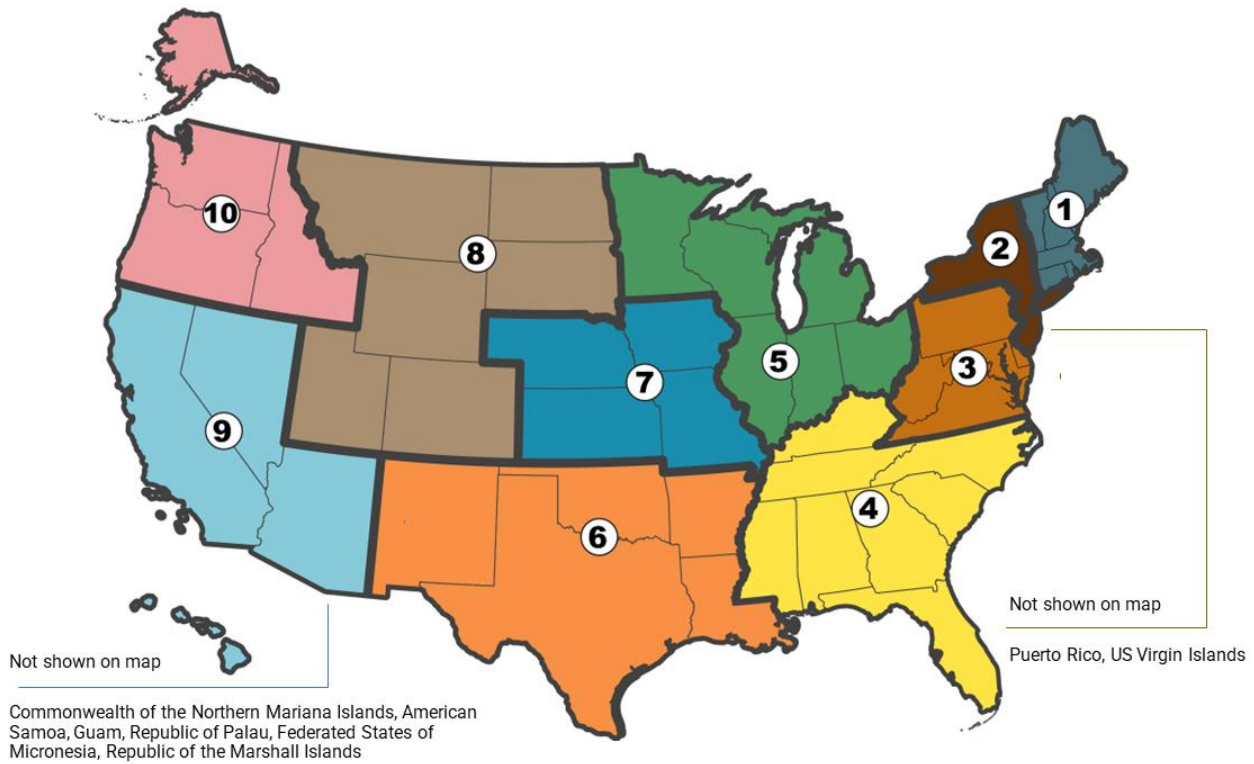 10
8
1
2
5
3
7
9
4
6
Not shown on map
Puerto Rico, US Virgin Islands
Not shown on map
Commonwealth of the Northern Mariana Islands, American
Samoa, Guam, Republic of Palau, Federated States of
Micronesia, Republic of the Marshall Islands